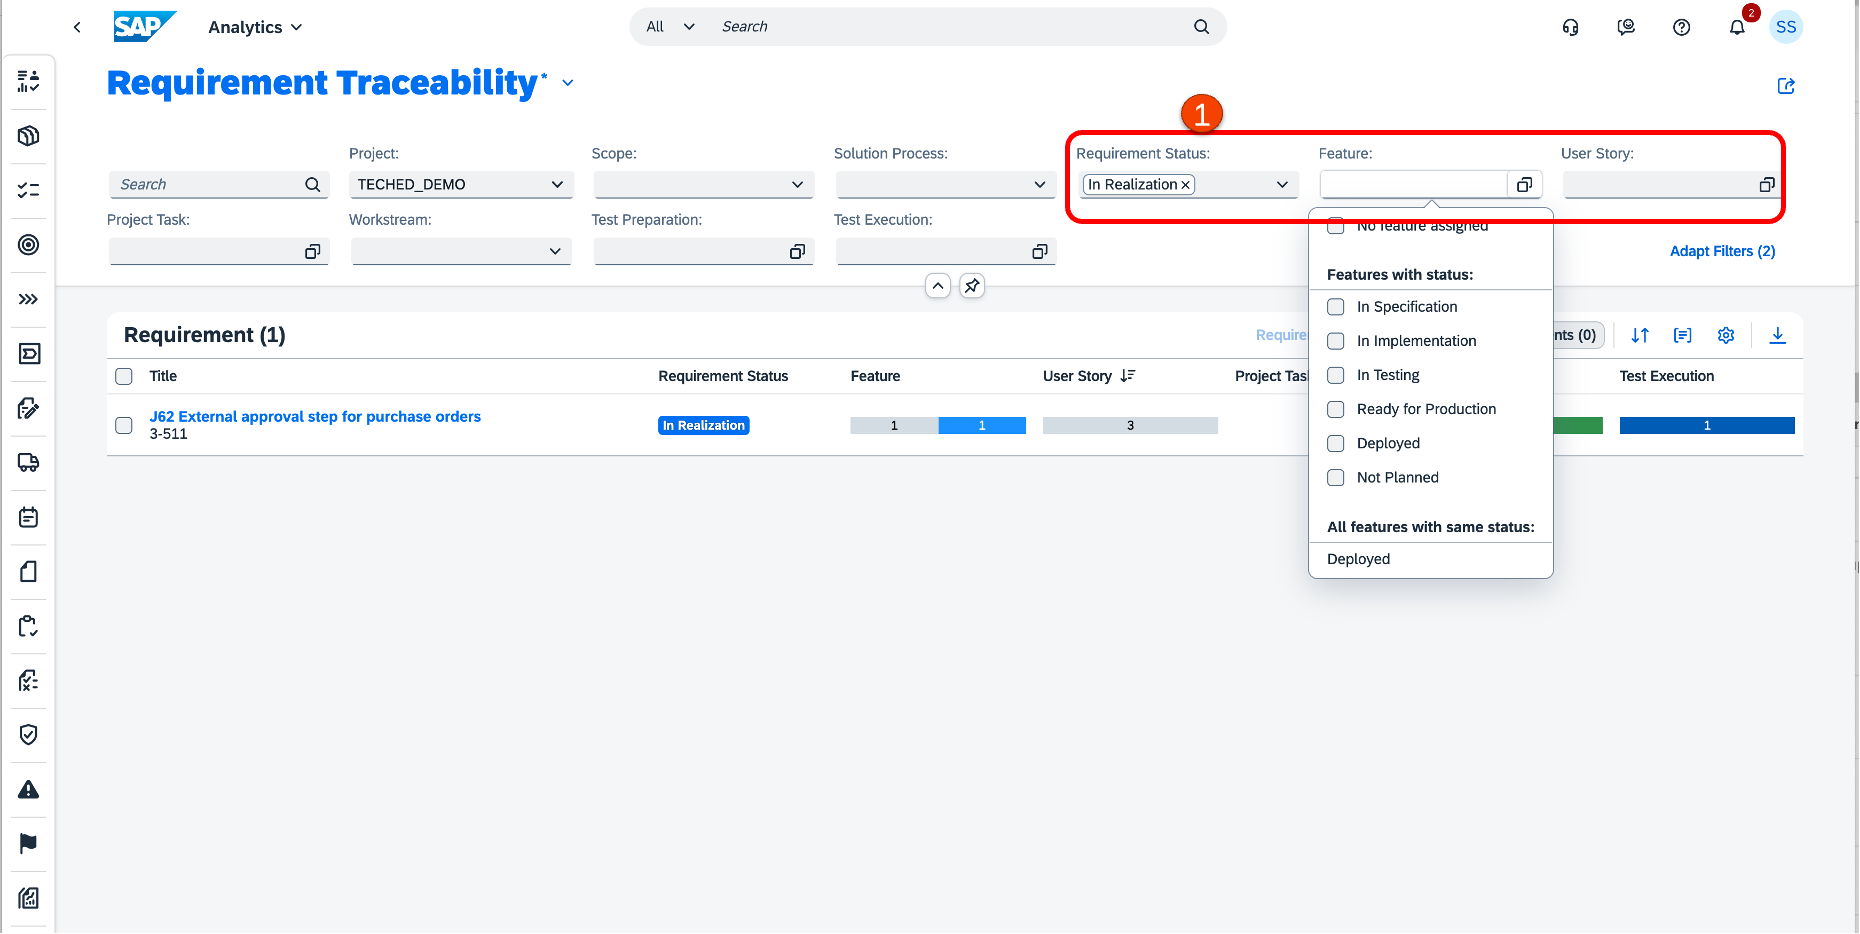 SAP Analytics All Search 2 SS
Requirement Traceability*
1
Project: Scope: Solution Process: Requirement Status: Feature: User Story:
Search TECHED_DEMO In Realization
Project Task: Workstream: Test Preparation: Test Execution:
No feature assigned
Adapt Filters (2)
Features with status:
In Specification
In Implementation
In Testing
Ready for Production
Deployed
Not Planned
All features with same status:
Deployed
Requirement (1) nts (0)
Title Requirement Status Feature User Story Test Execution
J62 External approval step for purchase orders
3-511
In Realization 1 1 3 1